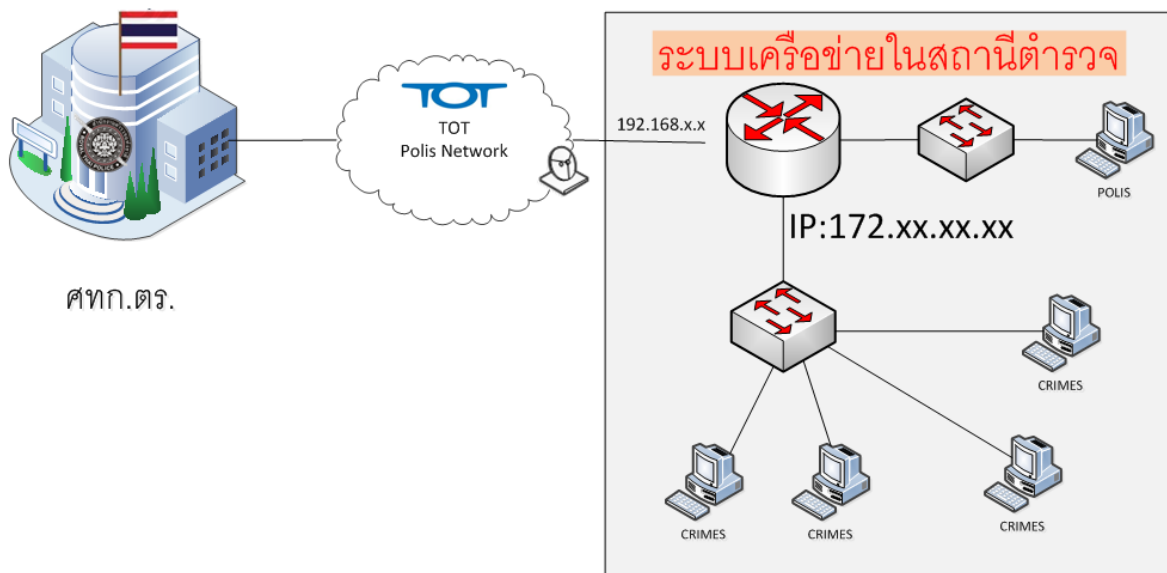 ระบบเครือข่ายในสถานีตำรวจ
TOT
TOT
Polis Network
192.168.x.x
POLIS
IP:172.xx.xx.xx
ศทก.ตร.
CRIMES
CRIMES
CRIMES
CRIMES